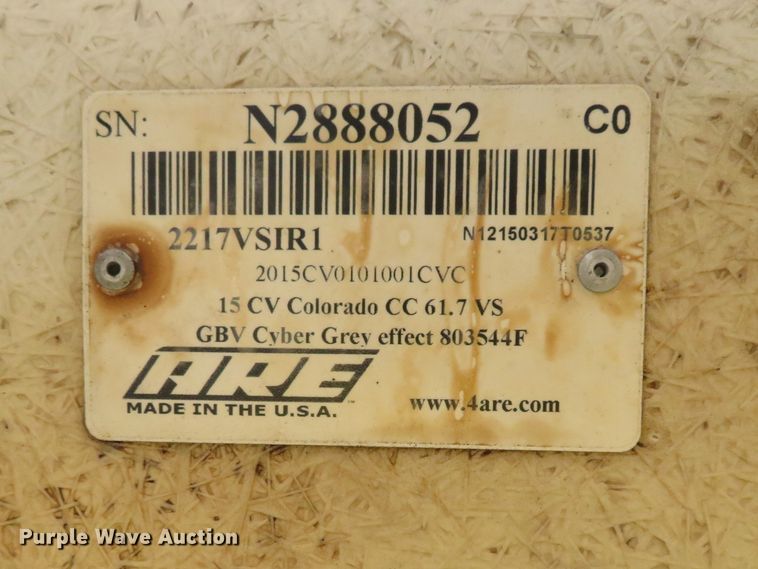 SN: N2888052 C0
2217VSIR1 N12150317T0537
2015CV0101001CVC
15 CV Colorado CC 61.7 VS
GBV Cyber Grey effect 803544F
ARE
MADE IN THE U.S.A. www.4are.com
Purple Wave Auction